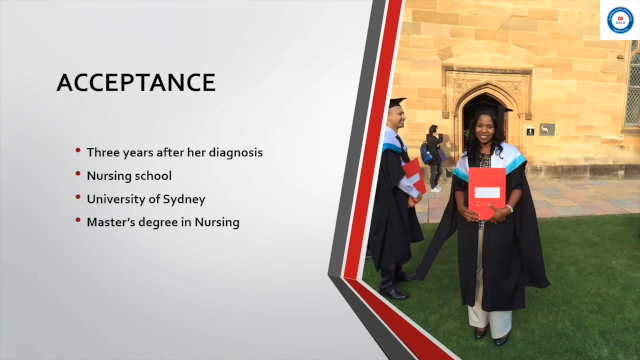 ACCEPTANCE
• Three years after her diagnosis
• Nursing school
• University of Sydney
• Master's degree in Nursing